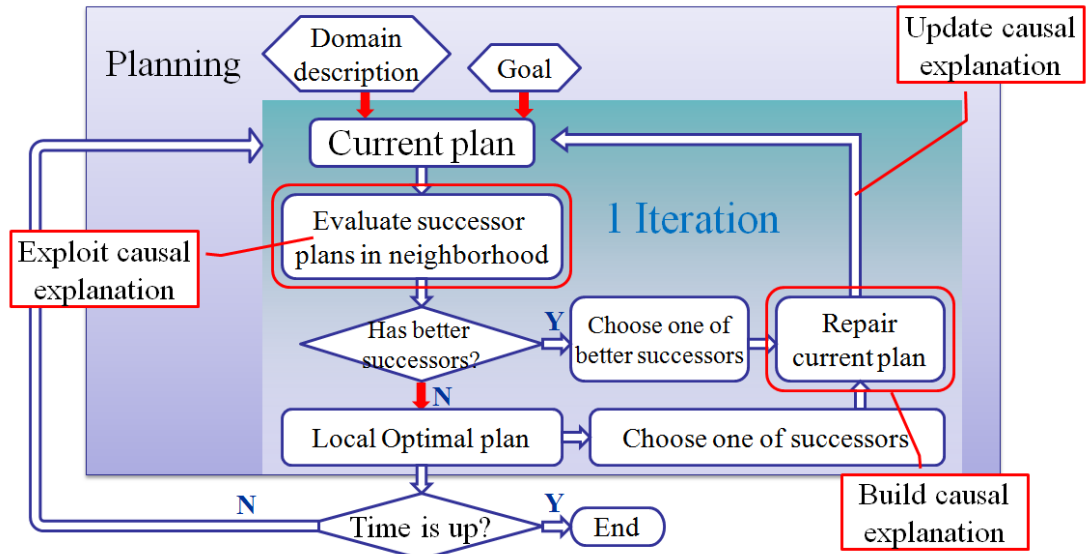 Planning
Domain
description
Goal
Update causal
explanation
Current plan
Evaluate successor
plans in neighborhood
1 Iteration
Exploit causal
explanation
Has better
successors?
Y
Choose one of
better successors
Repair
current plan
N
Local Optimal plan
Choose one of successors
Build causal
explanation
N
Time is up?
Y
End